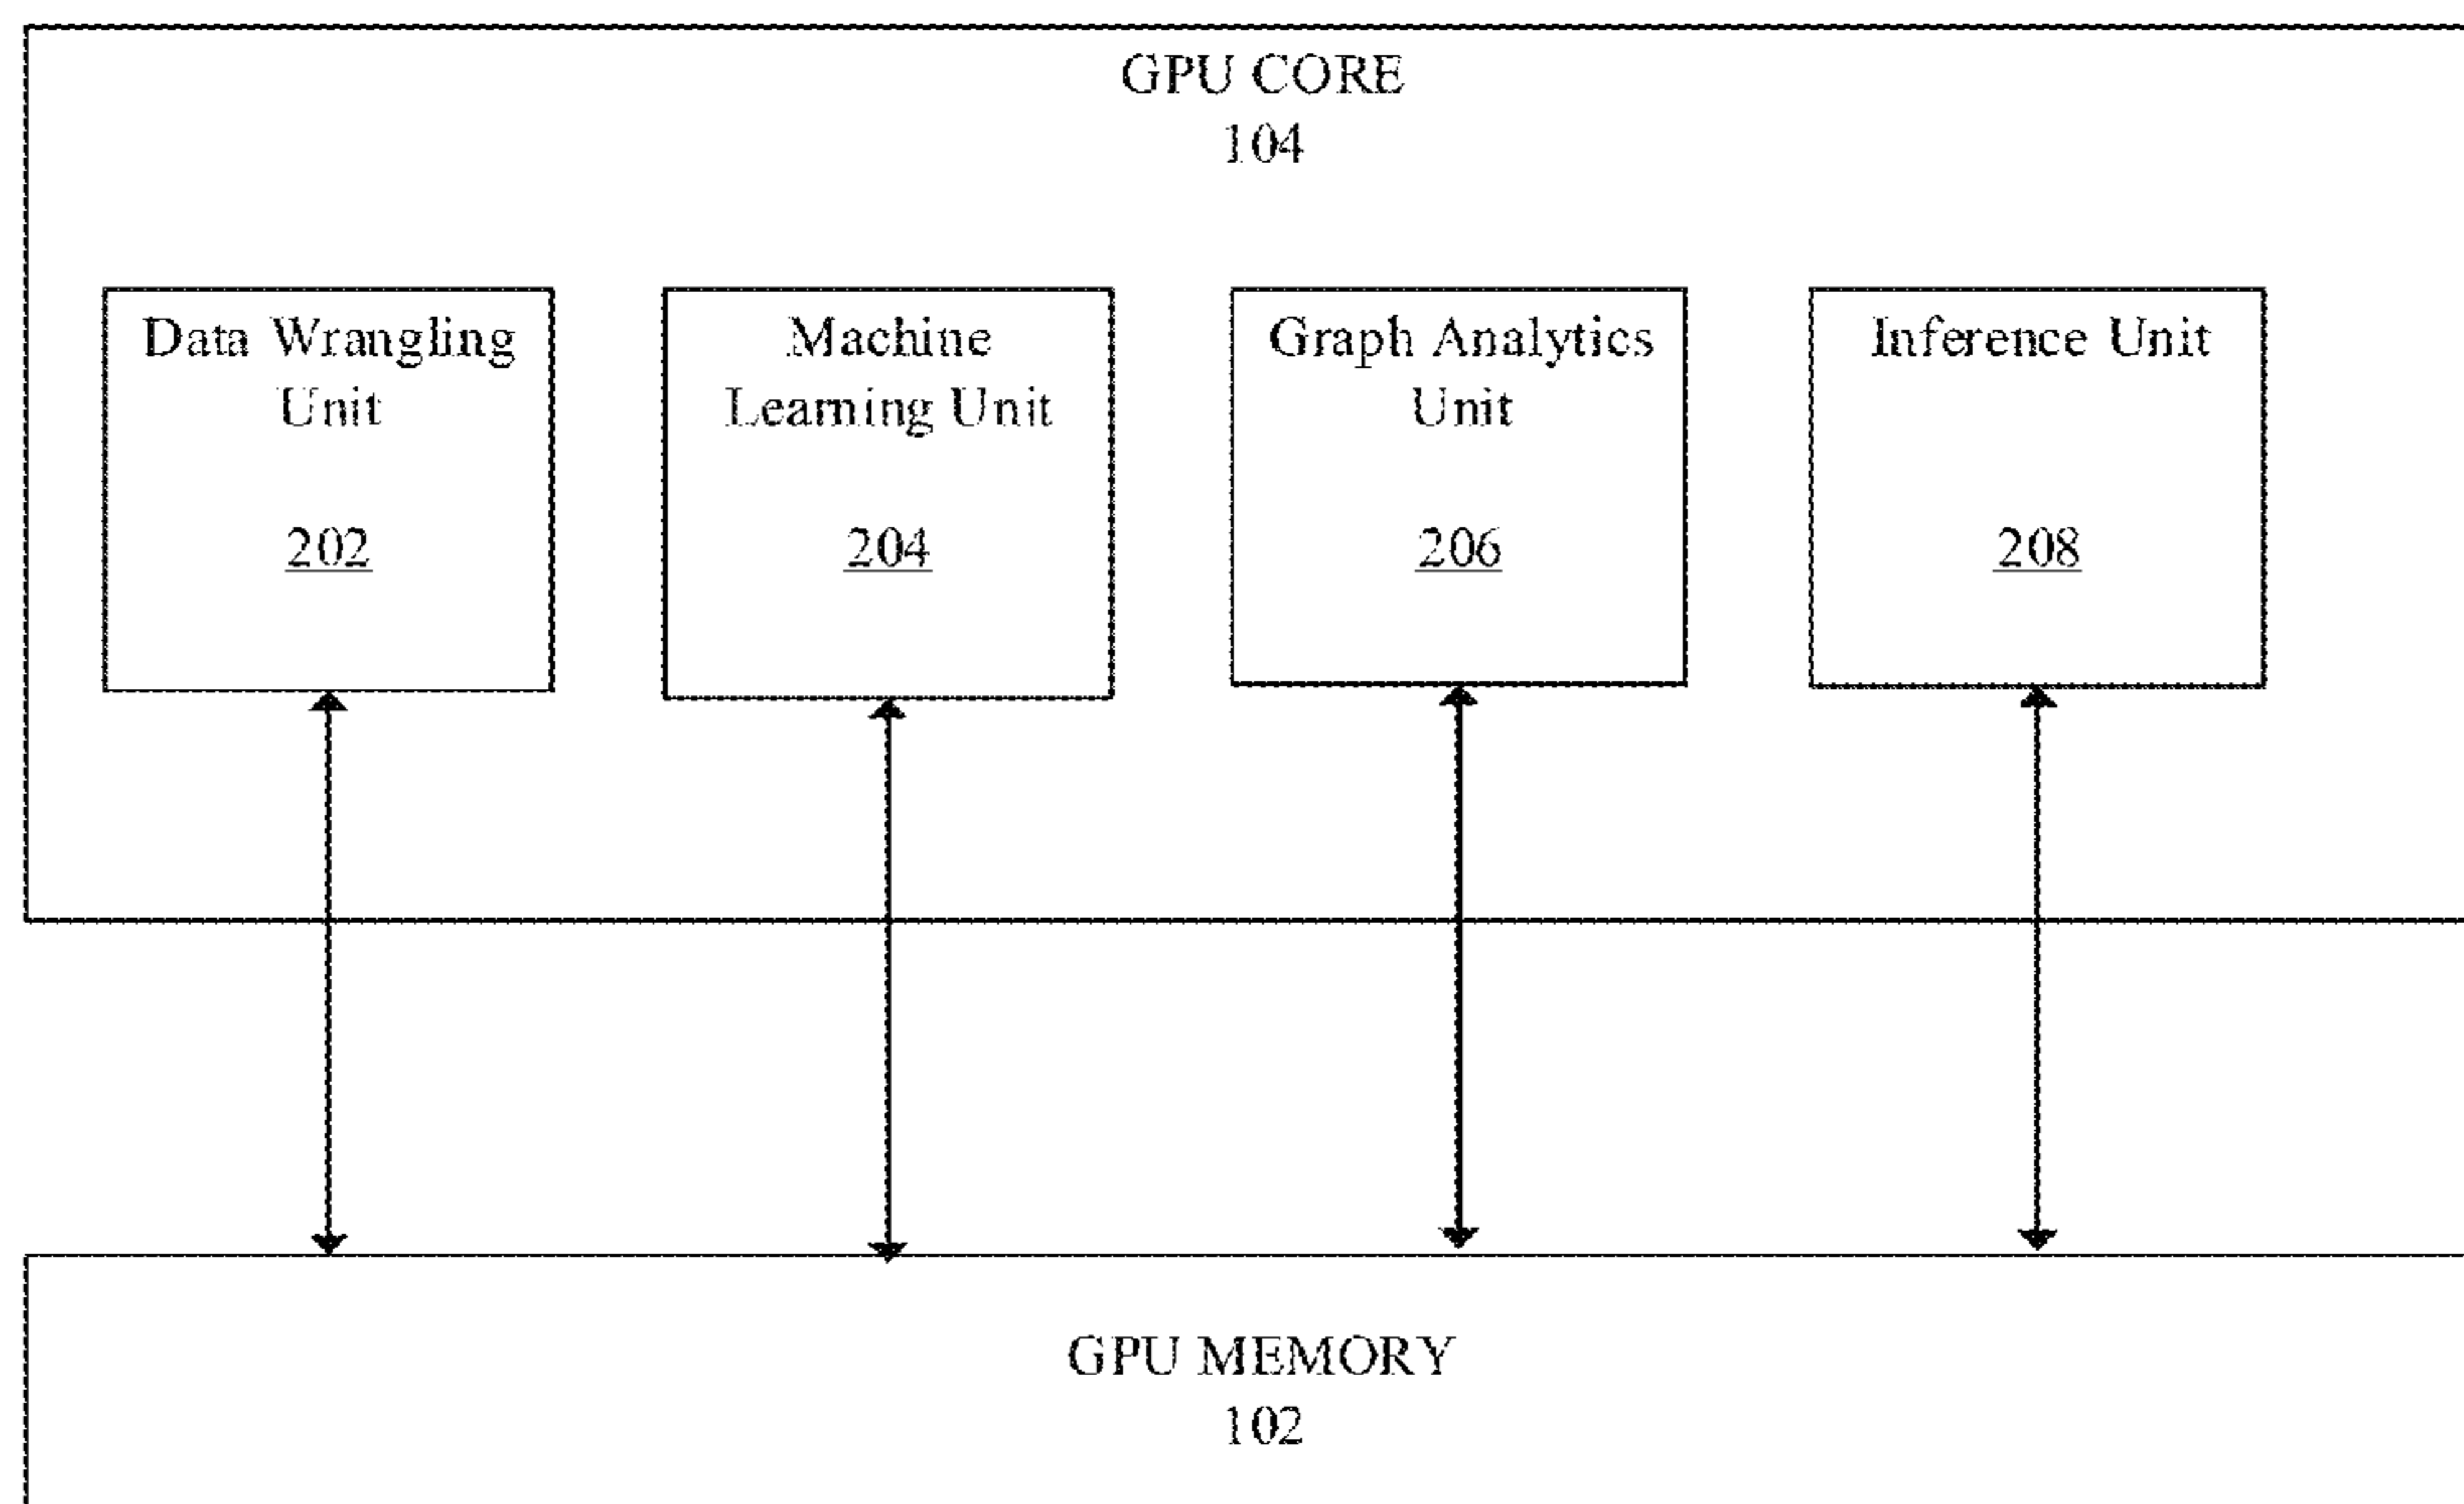 GPU CORE
104
Data Wrangling
Unit
202
Machine
Learning Unit
204
Graph Analytics
Unit
206
Inference Unit
208
GPU MEMORY
102